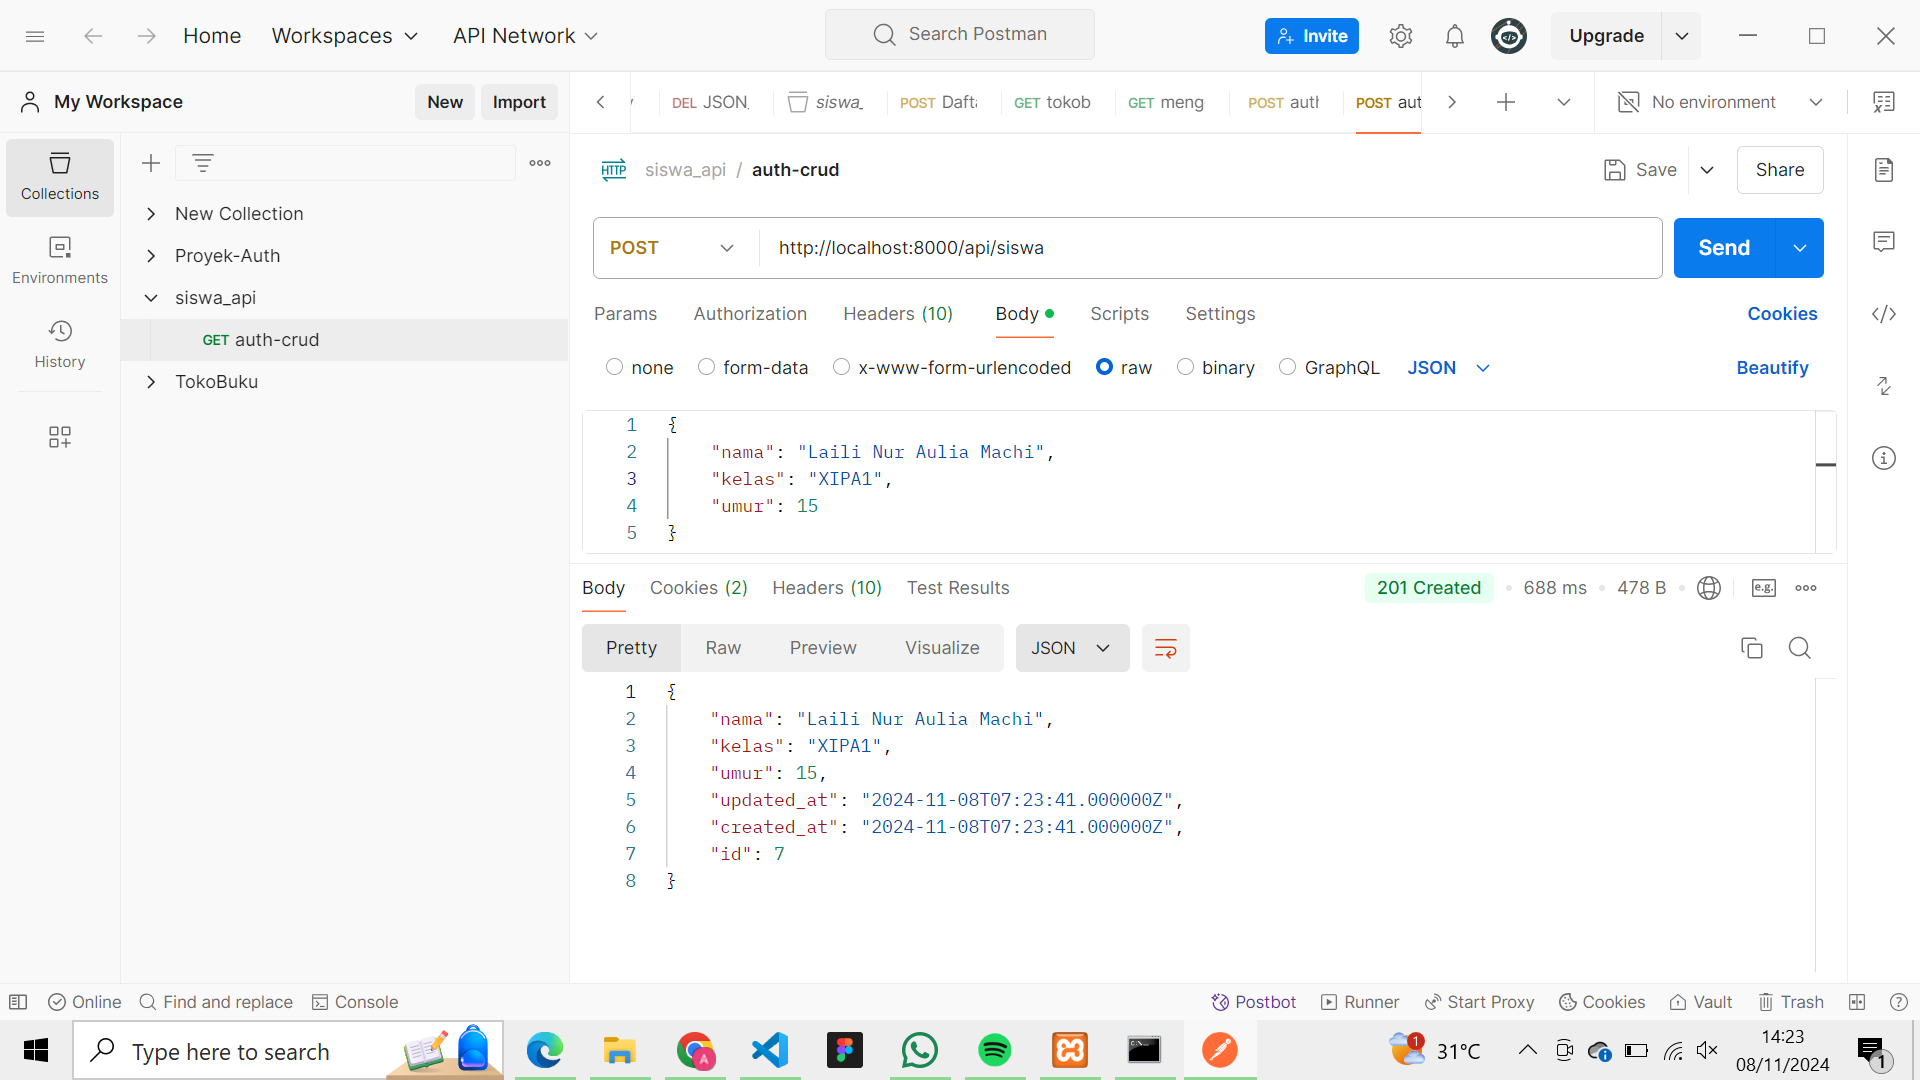 Home Workspaces API Network Search Postman Invite Upgrade
My Workspace New Import DEL JSON siswa_ POST GET tokob GET meng POST POST No environment
Collections
Environments
History
New Collection
Proyek-Auth
siswa_api
GET auth-crud
TokoBuku
HTTP siswa_api / auth-crud Save Share
POST http://localhost:8000/api/siswa Send
Params Authorization Headers (10) Body Scripts Settings Cookies
none form-data x-www-form-urlencoded raw binary GraphQL JSON Beautify
1 {
2 "nama": "Laili Nur Aulia Machi",
3 "kelas": "XIPA1",
4 "umur": 15
5 }
Body Cookies (2) Headers (10) Test Results 201 Created • 688 ms • 478 B • e.g.
Pretty Raw Preview Visualize JSON
1 {
2 "nama": "Laili Nur Aulia Machi",
3 "kelas": "XIPA1",
4 "umur": 15,
5 "updated_at": "2024-11-08T07:23:41.000000Z",
6 "created_at": "2024-11-08T07:23:41.000000Z",
7 "id": 7
8 }
Online Find and replace Console Postbot Runner Start Proxy Cookies Vault Trash
Type here to search A 1 31°C 14:23
08/11/2024 1